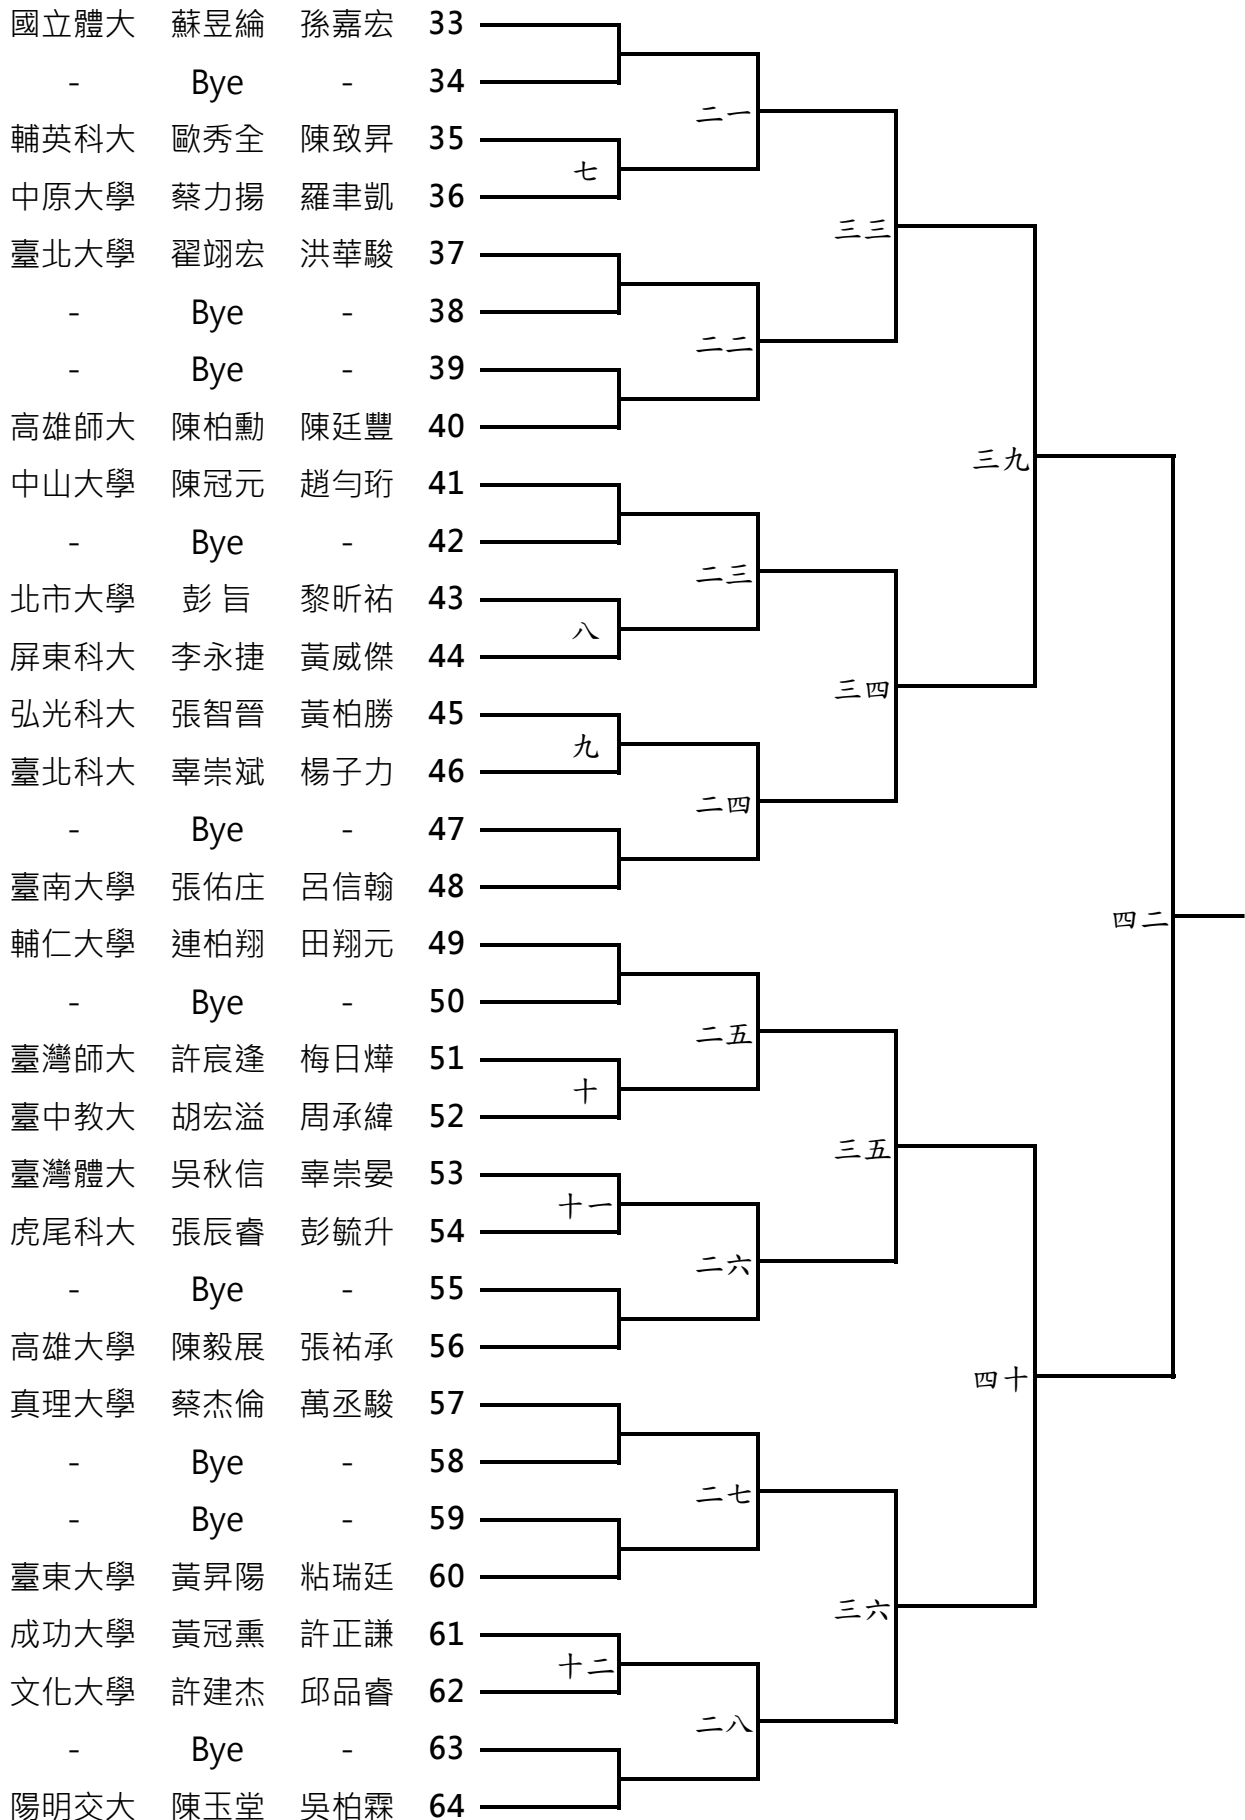 國立體大 蘇昱綸 孫嘉宏 33
- Bye - 34
二一
輔英科大 歐秀全 陳致昇 35
七
中原大學 蔡力揚 羅聿凱 36
三三
臺北大學 翟翊宏 洪華駿 37
- Bye - 38
二二
- Bye - 39
高雄師大 陳柏勳 陳廷豐 40
三九
中山大學 陳冠元 趙勻珩 41
- Bye - 42
二三
北市大學 彭 旨 黎昕祐 43
八
屏東科大 李永捷 黃威傑 44
三四
弘光科大 張智晉 黃柏勝 45
九
臺北科大 辜崇斌 楊子力 46
二四
- Bye - 47
臺南大學 張佑庄 呂信翰 48
四二
輔仁大學 連柏翔 田翔元 49
- Bye - 50
二五
臺灣師大 許宸逢 梅日燁 51
十
臺中教大 胡宏溢 周承緯 52
三五
臺灣體大 吳秋信 辜崇晏 53
十一
虎尾科大 張辰睿 彭毓升 54
二六
- Bye - 55
高雄大學 陳毅展 張祐承 56
四十
真理大學 蔡杰倫 萬丞駿 57
- Bye - 58
二七
- Bye - 59
臺東大學 黃昇陽 粘瑞廷 60
三六
成功大學 黃冠熏 許正謙 61
十二
文化大學 許建杰 邱品睿 62
二八
- Bye - 63
陽明交大 陳玉堂 吳柏霖 64